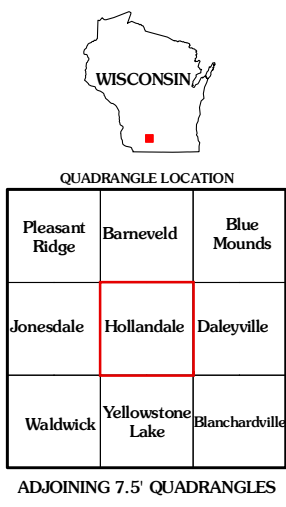 WISCONSIN
QUADRANGLE LOCATION
Pleasant
Ridge
Barneveld
Blue
Mounds
Jonesdale
Hollandale
Daleyville
Waldwick
Yellowstone
Lake
Blanchardville
ADJOINING 7.5' QUADRANGLES